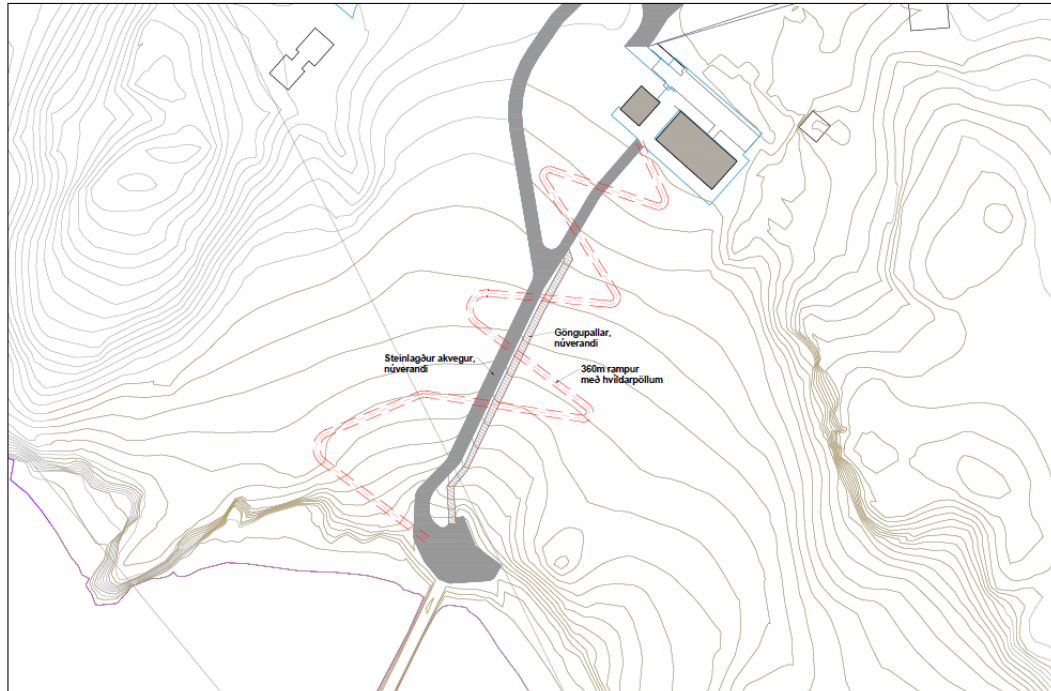 Göngupallar,
núverandi
Steinlagður akvegur,
núverandi
360m rampur
með hvíldarpöllum